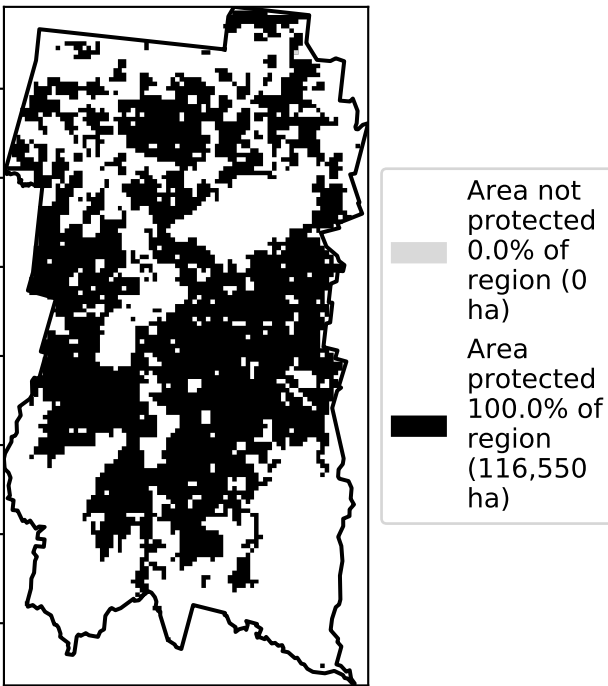 Area not
protected
0.0% of
region (0
ha)
Area
protected
100.0% of
region
(116,550
ha)